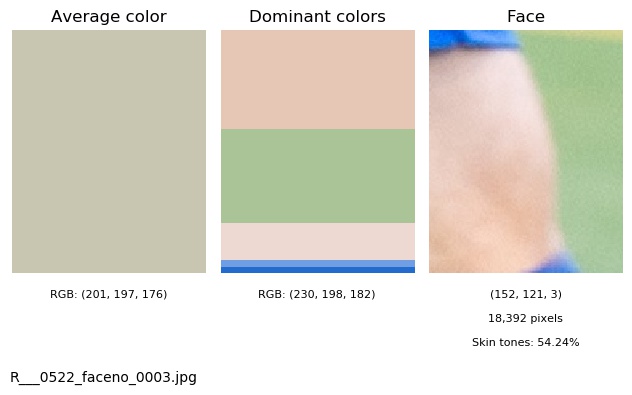 Average color
Dominant colors
Face
RGB: (201, 197, 176)
RGB: (230, 198, 182)
(152, 121, 3)
18,392 pixels
Skin tones: 54.24%
R___0522_faceno_0003.jpg